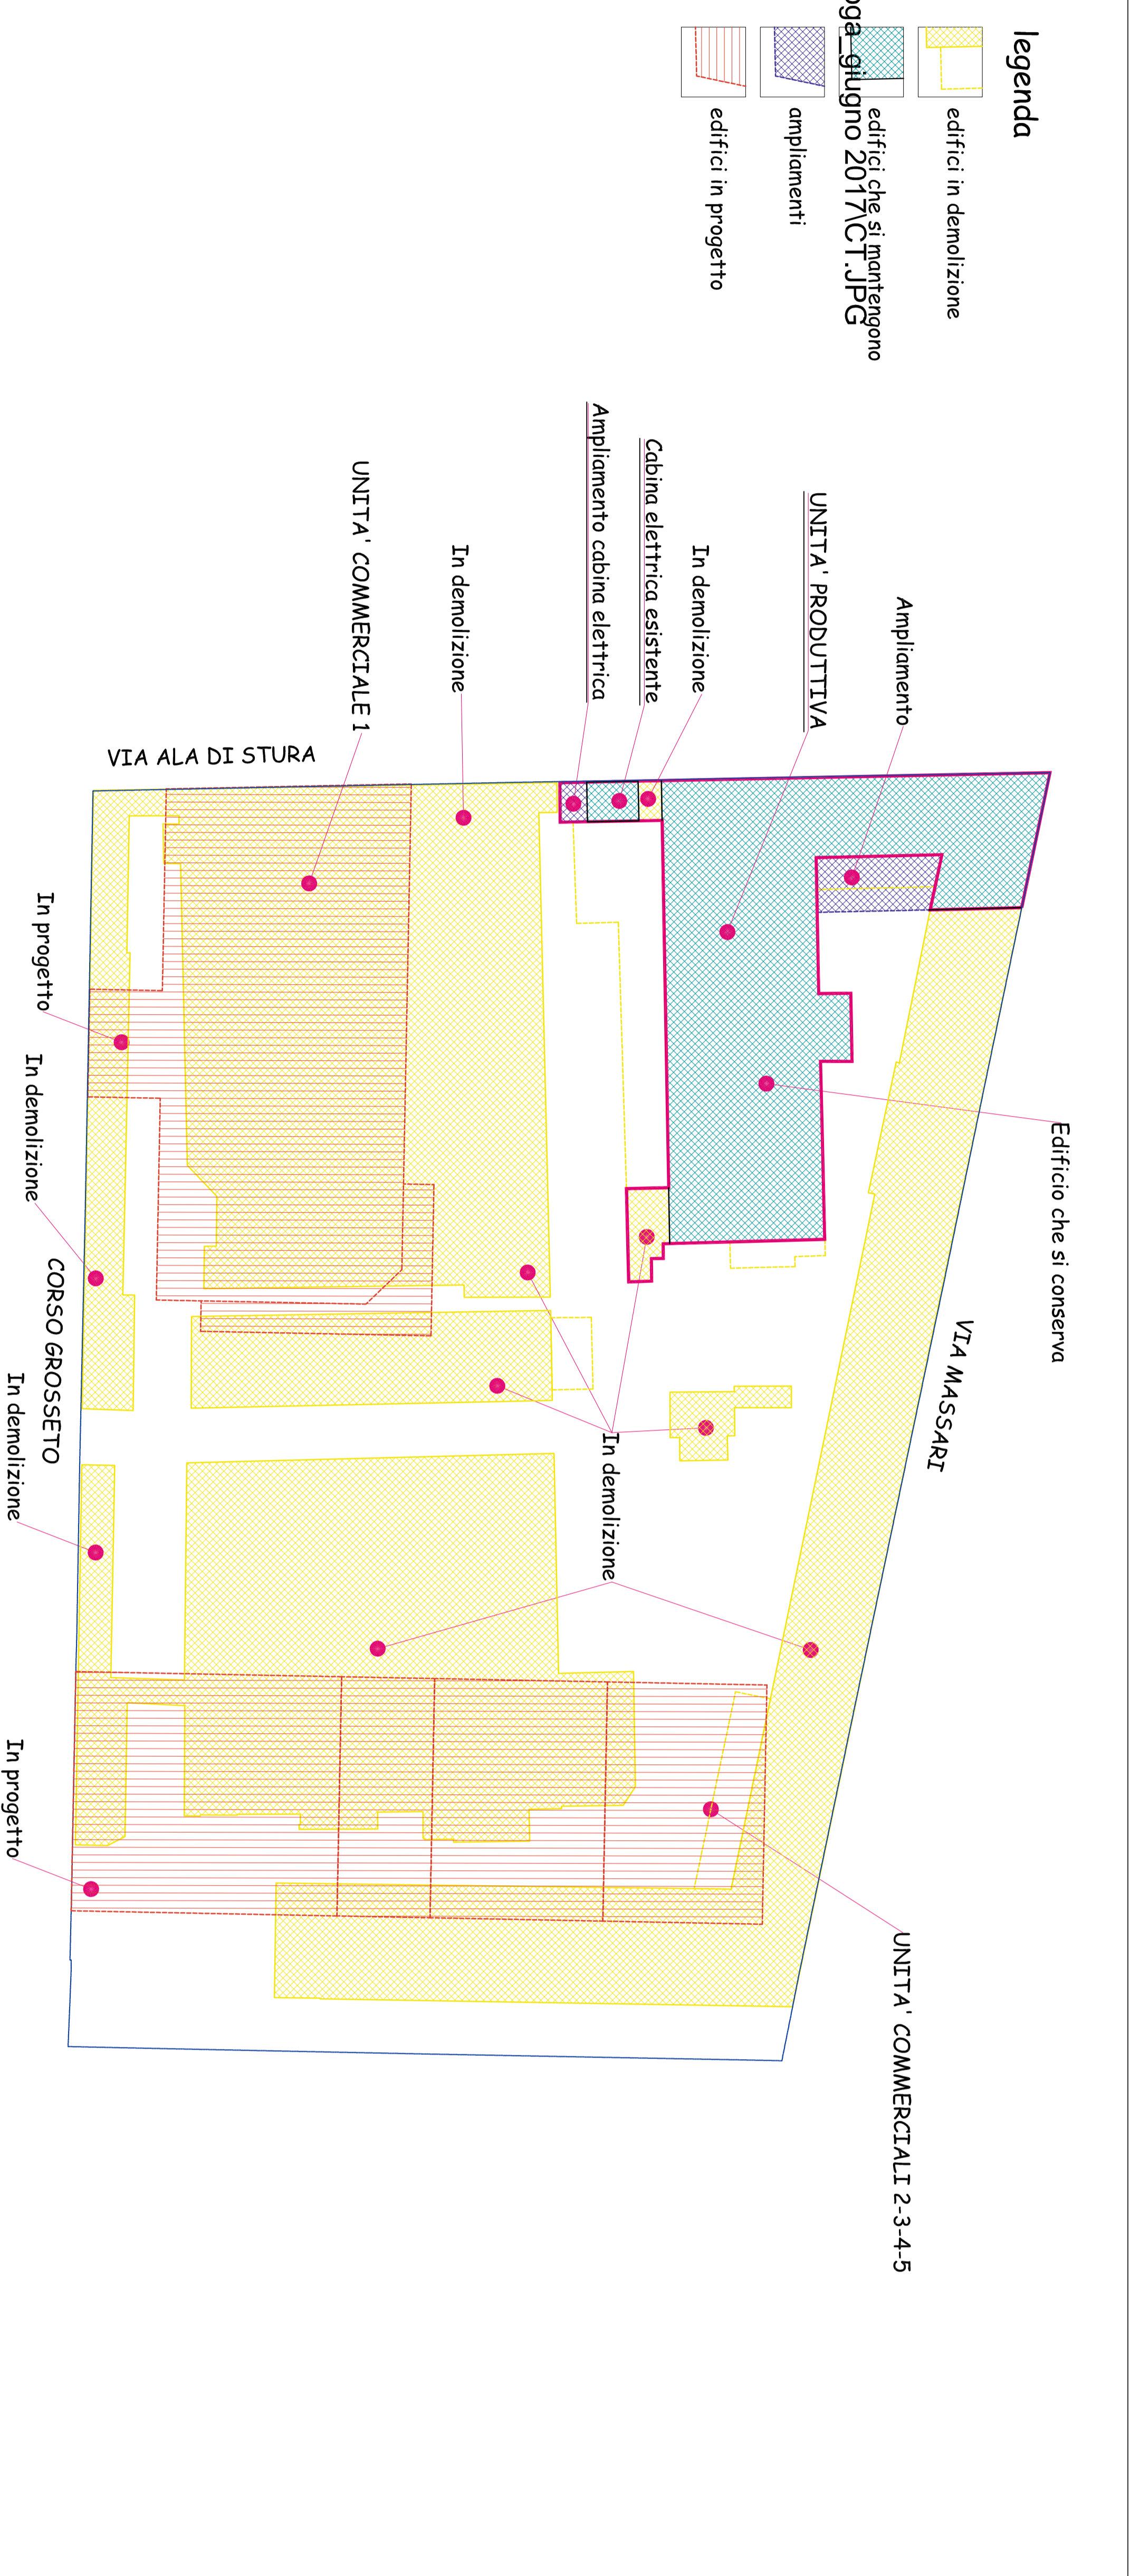 legenda
edifici in demolizione
edifici che si mantengono
oga_giugno 2017\CT.JPG
ampliamenti
edifici in progetto
Edificio che si conserva
VIA MASSARI
UNITA' COMMERCIALI 2-3-4-5
Ampliamento
UNITA' PRODUTTIVA
In demolizione
Cabina elettrica esistente
Ampliamento cabina elettrica
In demolizione
In demolizione
UNITA' COMMERCIALE 1
VIA ALA DI STURA
In progetto
In demolizione
CORSO GROSSETO
In demolizione
In progetto